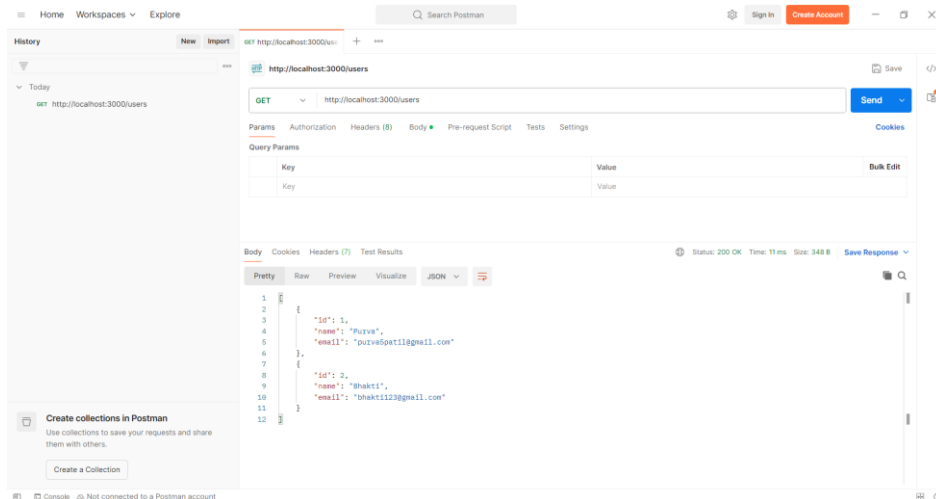 Home Workspaces Explore Search Postman Sign In Create Account
History New Import GET http://localhost:3000/use
http://localhost:3000/users Save
Today
GET http://localhost:3000/users
GET http://localhost:3000/users Send
Params Authorization Headers (8) Body Pre-request Script Tests Settings Cookies
Query Params
Key Value Bulk Edit
Key Value
Body Cookies Headers (7) Test Results Status: 200 OK Time: 11 ms Size: 348 B Save Response
Pretty Raw Preview Visualize JSON
1 [
2 {
3 "id": 1,
4 "name": "Purva",
5 "email": "purva5patil@gmail.com"
6 },
7 {
8 "id": 2,
9 "name": "Bhakti",
10 "email": "bhakti123@gmail.com"
11 }
12 ]
Create collections in Postman
Use collections to save your requests and share
them with others.
Create a Collection
Console Not connected to a Postman account